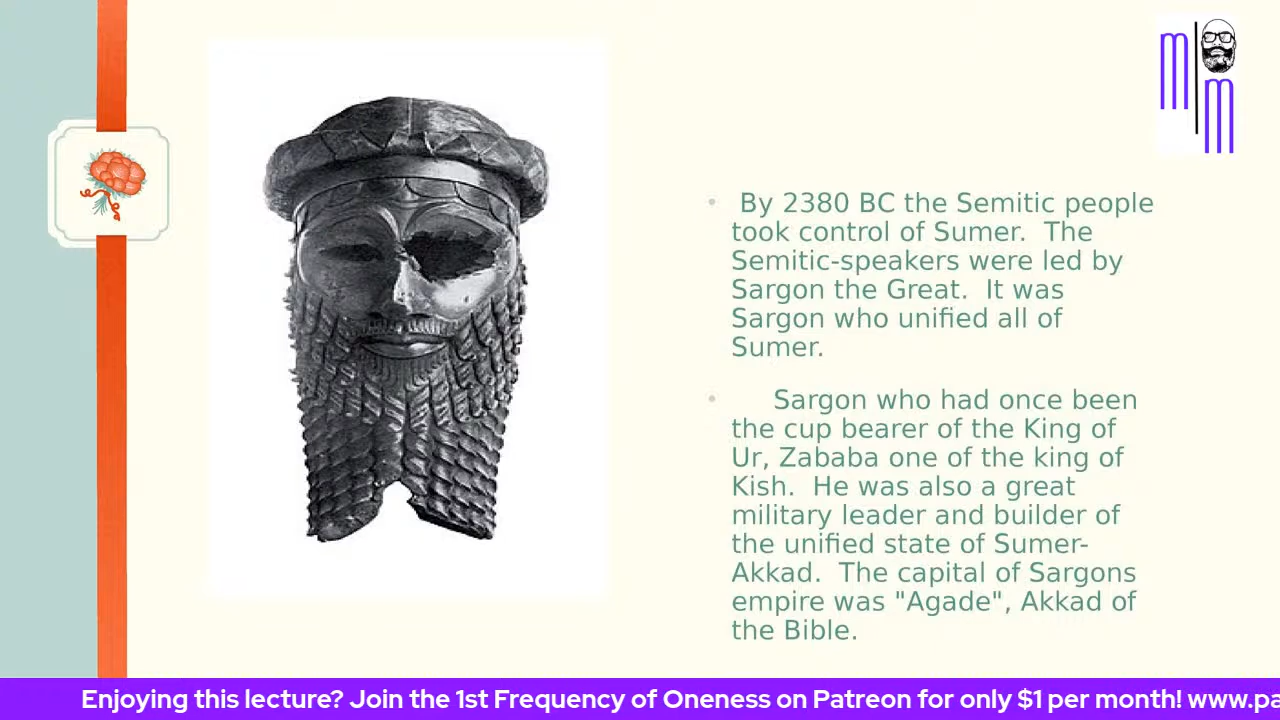 m
m
By 2380 BC the Semitic people
took control of Sumer. The
Semitic-speakers were led by
Sargon the Great. It was
Sargon who unified all of
Sumer.
Sargon who had once been
the cup bearer of the King of
Ur, Zababa one of the king of
Kish. He was also a great
military leader and builder of
the unified state of Sumer-
Akkad. The capital of Sargons
empire was "Agade", Akkad of
the Bible.
Enjoying this lecture? Join the 1st Frequency of Oneness on Patreon for only $1 per month! www.pa